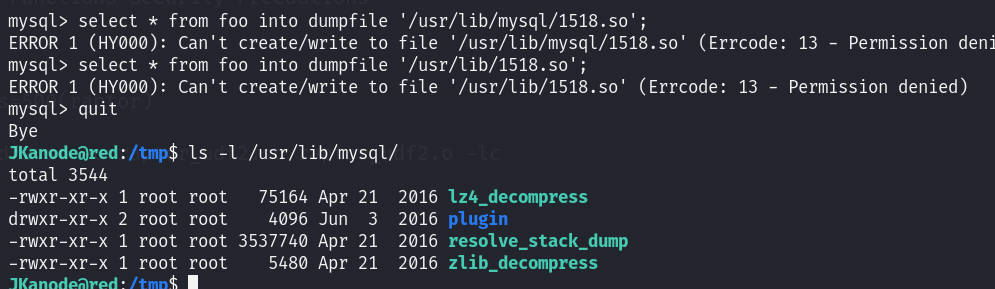 mysql> select * from foo into dumpfile '/usr/lib/mysql/1518.so';
ERROR 1 (HY000): Can't create/write to file '/usr/lib/mysql/1518.so' (Errcode: 13 - Permission deni
mysql> select * from foo into dumpfile '/usr/lib/1518.so';
ERROR 1 (HY000): Can't create/write to file '/usr/lib/1518.so' (Errcode: 13 - Permission denied)
mysql> quit
Bye
JKanode@red:/tmp$ ls -l /usr/lib/mysql/
total 3544
-rwxr-xr-x 1 root root   75164 Apr 21  2016 lz4_decompress
drwxr-xr-x 2 root root    4096 Jun  3  2016 plugin
-rwxr-xr-x 1 root root 3537740 Apr 21  2016 resolve_stack_dump
-rwxr-xr-x 1 root root    5480 Apr 21  2016 zlib_decompress
JKanode@red:/tmp$